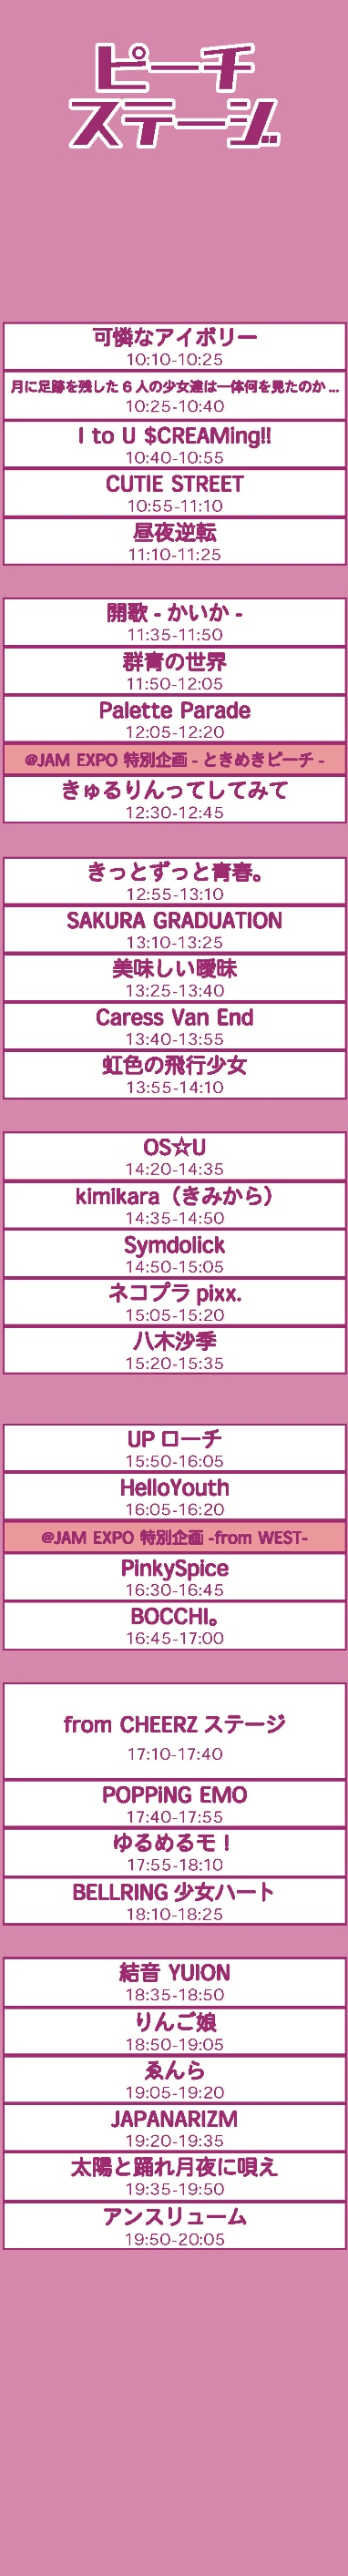 ピーチ
ステージ
可憐なアイボリー
10:10-10:25
月に足跡を残した6人の少女達は一体何を見たのか...
10:25-10:40
I to U $CREAMing!!
10:40-10:55
CUTIE STREET
10:55-11:10
昼夜逆転
11:10-11:25
開歌-かいか-
11:35-11:50
群青の世界
11:50-12:05
Palette Parade
12:05-12:20
@JAM EXPO 特別企画 -ときめきピーチ-
きゅるりんってしてみて
12:30-12:45
きっとずっと青春。
12:55-13:10
SAKURA GRADUATION
13:10-13:25
美味しい曖昧
13:25-13:40
Caress Van End
13:40-13:55
虹色の飛行少女
13:55-14:10
OS☆U
14:20-14:35
kimikara（きみから）
14:35-14:50
Symdolick
14:50-15:05
ネコプラ pixx.
15:05-15:20
八木沙季
15:20-15:35
UP ローチ
15:50-16:05
HelloYouth
16:05-16:20
@JAM EXPO 特別企画 -from WEST-
PinkySpice
16:30-16:45
BOCCHI。
16:45-17:00
from CHEERZ ステージ
17:10-17:40
POPPiNG EMO
17:40-17:55
ゆるめるモ！
17:55-18:10
BELLRING 少女ハート
18:10-18:25
結音 YUION
18:35-18:50
りんご娘
18:50-19:05
ゑんら
19:05-19:20
JAPANARIZM
19:20-19:35
太陽と踊れ月夜に唄え
19:35-19:50
アンスリューム
19:50-20:05